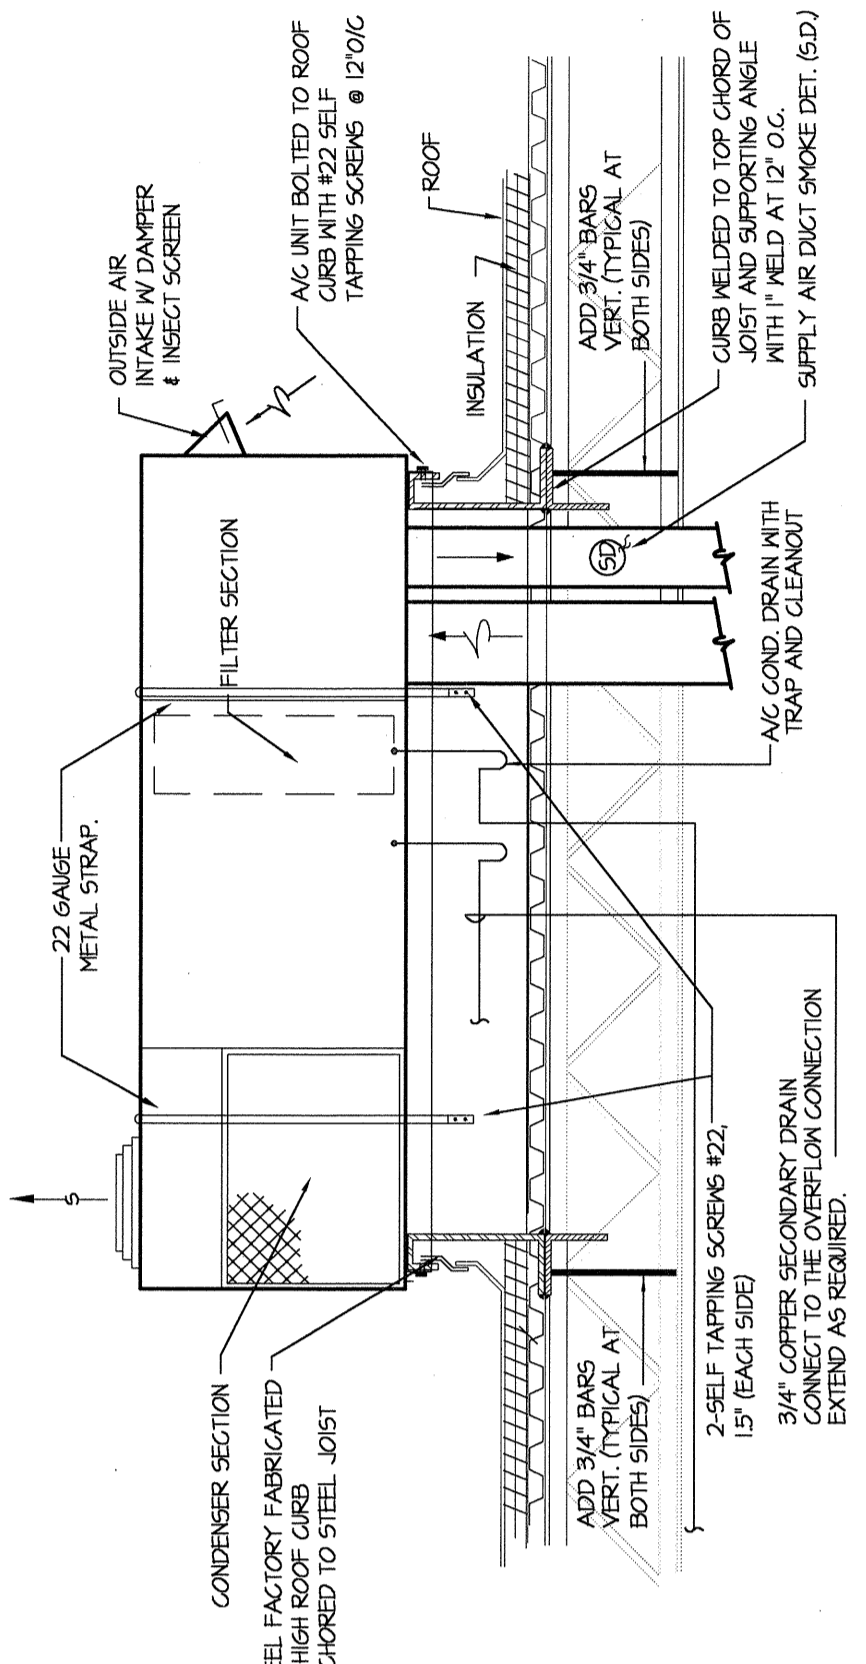 OUTSIDE AIR
INTAKE W/ DAMPER
& INSECT SCREEN
A/C UNIT BOLTED TO ROOF
CURB WITH #22 SELF
TAPPING SCREWS @ 12"O/C
ROOF
INSULATION
ADD 3/4" BARS
VERT. (TYPICAL AT
BOTH SIDES)
CURB WELDED TO TOP CHORD OF
JOIST AND SUPPORTING ANGLE
WITH 1" WELD AT 12" O.C.
SUPPLY AIR DUCT SMOKE DET. (S.D.)
22 GAUGE
METAL STRAP.
FILTER SECTION
SD
A/C COND. DRAIN WITH
TRAP AND CLEANOUT
S
CONDENSER SECTION
FACTORY FABRICATED
HIGH ROOF CURB
TO STEEL JOIST
ADD 3/4" BARS
VERT. (TYPICAL AT
BOTH SIDES)
2-SELF TAPPING SCREWS #22,
1.5" (EACH SIDE)
3/4" COPPER SECONDARY DRAIN
CONNECT TO THE OVERFLOW CONNECTION
EXTEND AS REQUIRED.